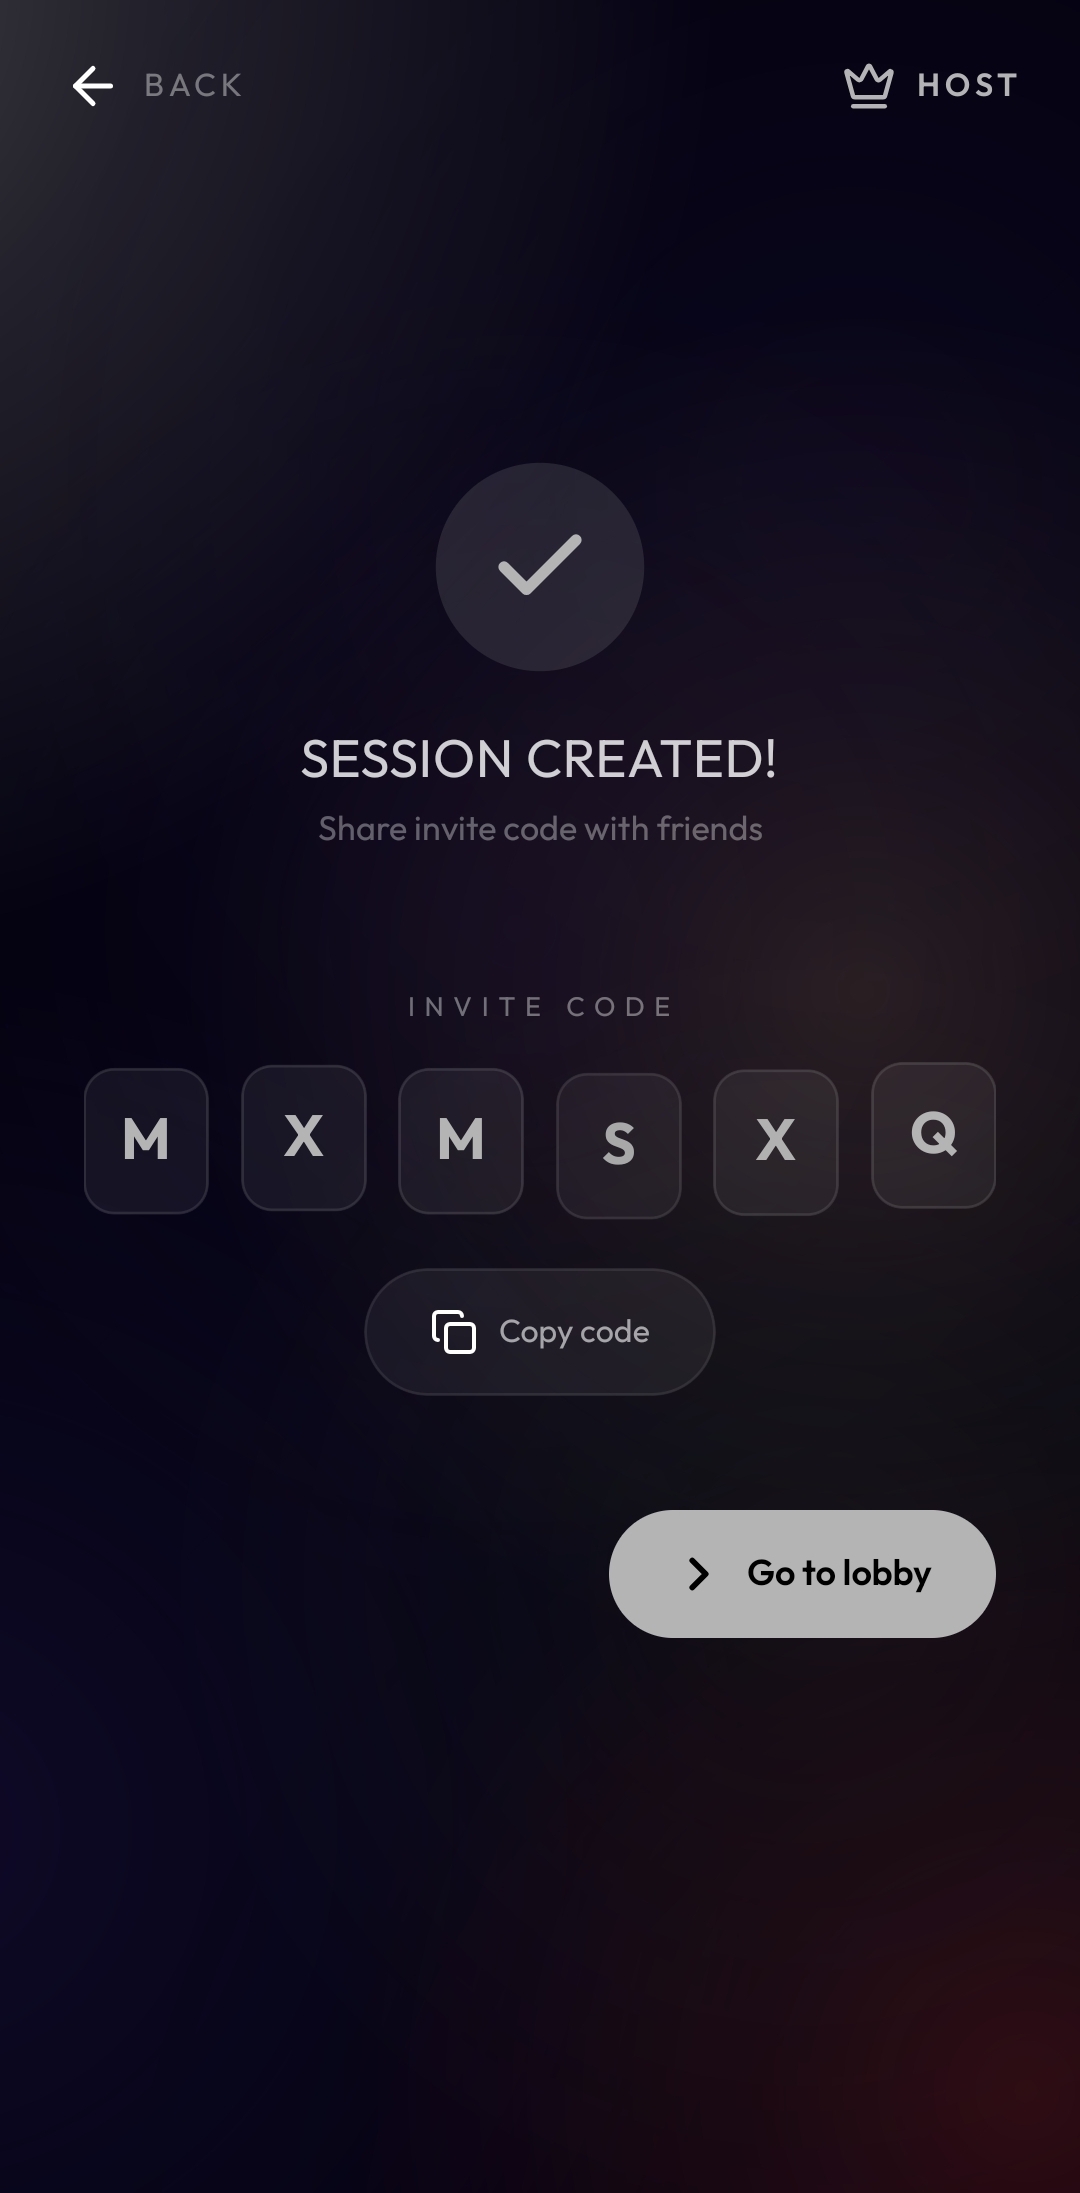 BACK
HOST
SESSION CREATED!
Share invite code with friends
INVITE CODE
M X M S X Q
Copy code
Go to lobby